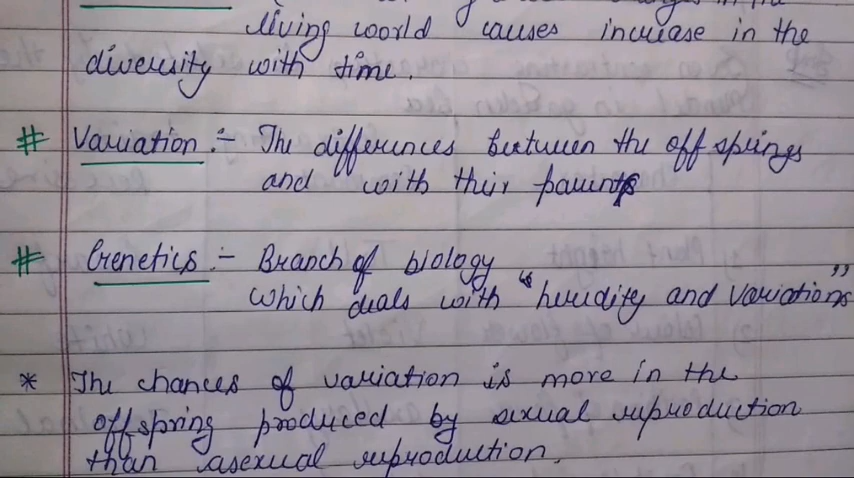 living world causes increase in the
diversity with time.
# Variation :- The differences between the off springs
and with their parents
# Genetics :- Branch of biology
which deals with "heridity and variations"
* The chances of variation is more in the
offspring produced by sexual reproduction
than asexual reproduction.